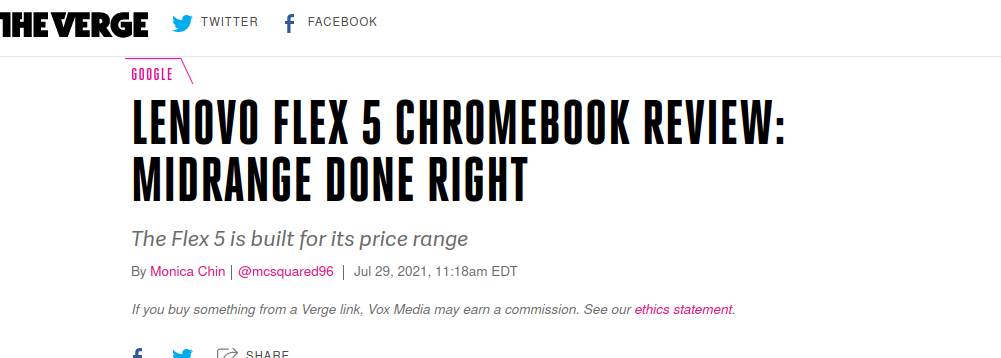 THE VERGE TWITTER FACEBOOK
GOOGLE
LENOVO FLEX 5 CHROMEBOOK REVIEW:
MIDRANGE DONE RIGHT
The Flex 5 is built for its price range
By Monica Chin | @mcsquared96 | Jul 29, 2021, 11:18am EDT
If you buy something from a Verge link, Vox Media may earn a commission. See our ethics statement.
SHARE